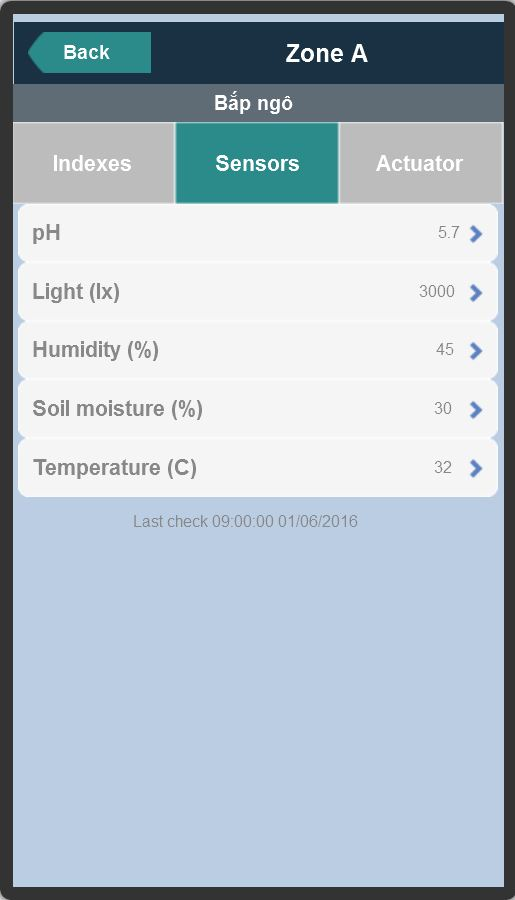 Back Zone A
Bắp ngô
Indexes Sensors Actuator
pH 5.7
Light (lx) 3000
Humidity (%) 45
Soil moisture (%) 30
Temperature (C) 32
Last check 09:00:00 01/06/2016